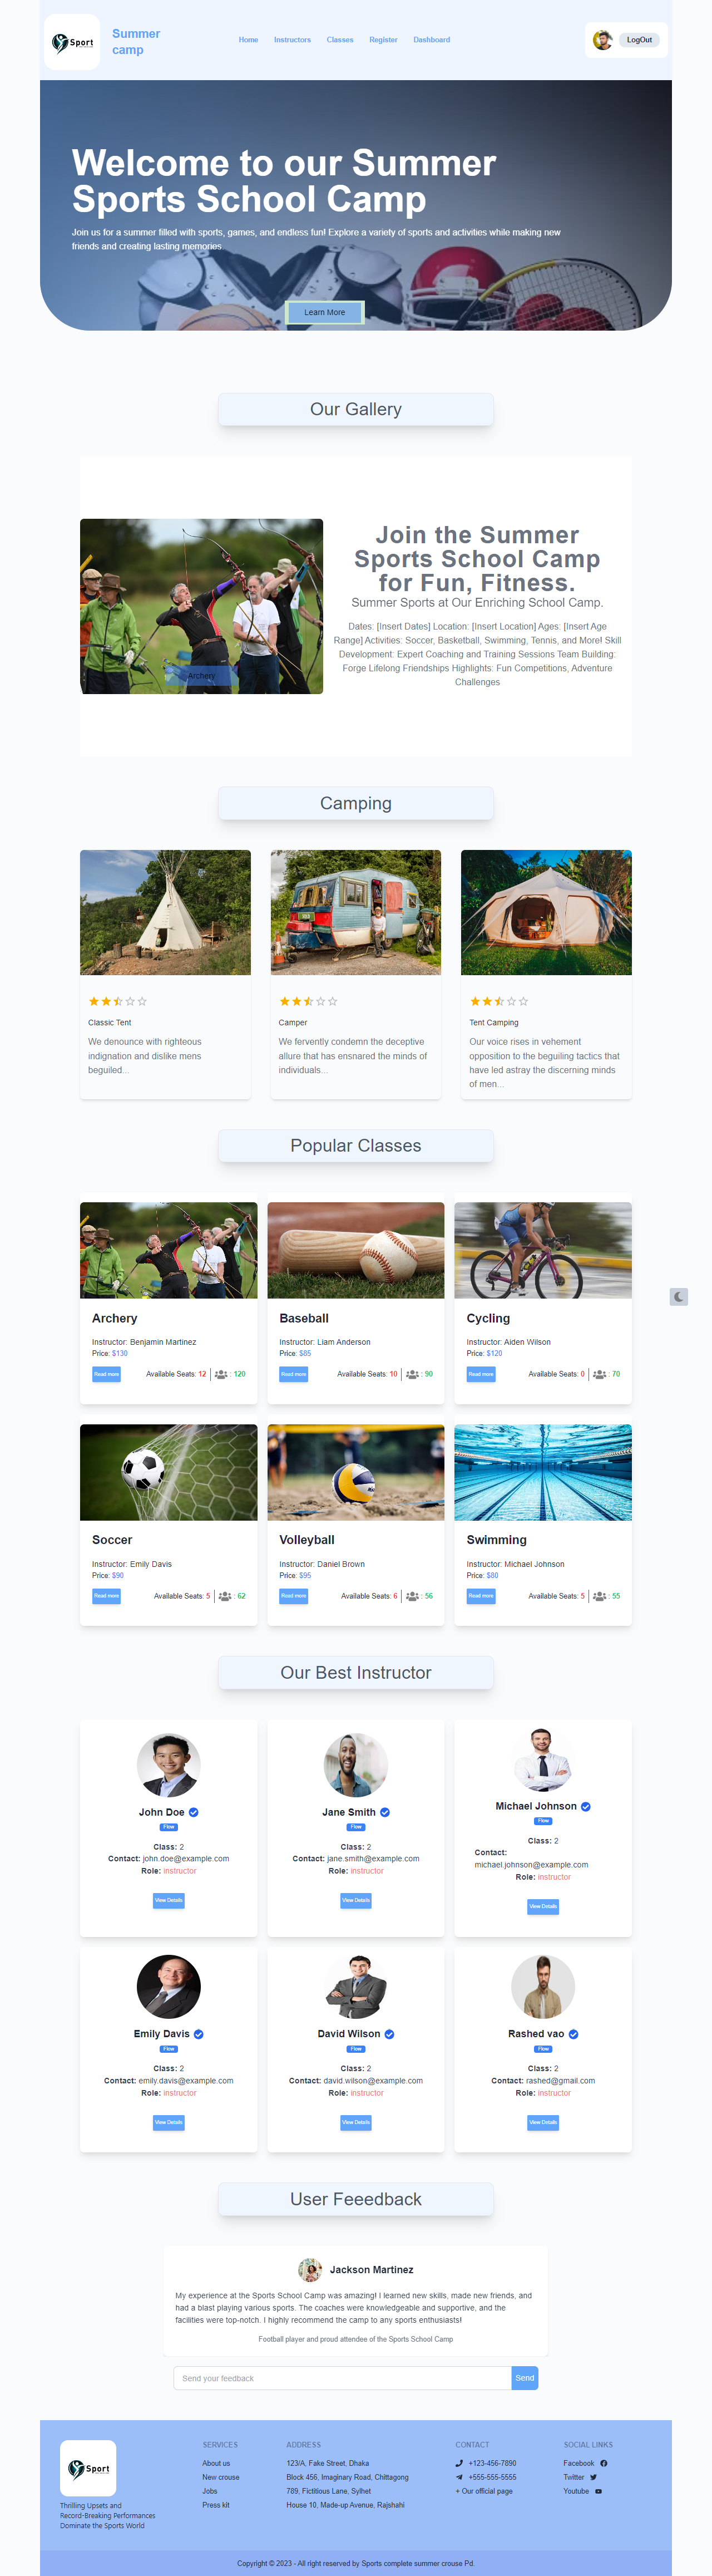 Sport
Summer
camp
Home Instructors Classes Register Dashboard
LogOut
Welcome to our Summer
Sports School Camp
Join us for a summer filled with sports, games, and endless fun! Explore a variety of sports and activities while making new
friends and creating lasting memories
Learn More
Our Gallery
Archery
Join the Summer
Sports School Camp
for Fun, Fitness.
Summer Sports at Our Enriching School Camp.
Dates: [Insert Dates] Location: [Insert Location] Ages: [Insert Age
Range] Activities: Soccer, Basketball, Swimming, Tennis, and More! Skill
Development: Expert Coaching and Training Sessions Team Building:
Forge Lifelong Friendships Highlights: Fun Competitions, Adventure
Challenges
Camping
Classic Tent
We denounce with righteous
indignation and dislike mens
beguiled...
Camper
We fervently condemn the deceptive
allure that has ensnared the minds of
individuals...
Tent Camping
Our voice rises in vehement
opposition to the beguiling tactics that
have led astray the discerning minds
of men...
Popular Classes
Archery
Instructor: Benjamin Martinez
Price: $130
Read more Available Seats: 12 : 120
Baseball
Instructor: Liam Anderson
Price: $85
Read more Available Seats: 10 : 90
Cycling
Instructor: Aiden Wilson
Price: $120
Read more Available Seats: 0 : 70
Soccer
Instructor: Emily Davis
Price: $90
Read more Available Seats: 5 : 62
Volleyball
Instructor: Daniel Brown
Price: $95
Read more Available Seats: 6 : 56
Swimming
Instructor: Michael Johnson
Price: $80
Read more Available Seats: 5 : 55
Our Best Instructor
John Doe
Flow
Class: 2
Contact: john.doe@example.com
Role: instructor
View Details
Jane Smith
Flow
Class: 2
Contact: jane.smith@example.com
Role: instructor
View Details
Michael Johnson
Flow
Class: 2
Contact:
michael.johnson@example.com
Role: instructor
View Details
Emily Davis
Flow
Class: 2
Contact: emily.davis@example.com
Role: instructor
View Details
David Wilson
Flow
Class: 2
Contact: david.wilson@example.com
Role: instructor
View Details
Rashed vao
Flow
Class: 2
Contact: rashed@gmail.com
Role: instructor
View Details
User Feeedback
Jackson Martinez
My experience at the Sports School Camp was amazing! I learned new skills, made new friends, and
had a blast playing various sports. The coaches were knowledgeable and supportive, and the
facilities were top-notch. I highly recommend the camp to any sports enthusiasts!
Football player and proud attendee of the Sports School Camp
Send your feedback
Send
Sport
Thrilling Upsets and
Record-Breaking Performances
Dominate the Sports World
SERVICES
About us
New crouse
Jobs
Press kit
ADDRESS
123/A, Fake Street, Dhaka
Block 456, Imaginary Road, Chittagong
789, Fictitious Lane, Sylhet
House 10, Made-up Avenue, Rajshahi
CONTACT
+123-456-7890
+555-555-5555
+ Our official page
SOCIAL LINKS
Facebook
Twitter
Youtube
Copyright © 2023 - All right reserved by Sports complete summer crouse Pd.